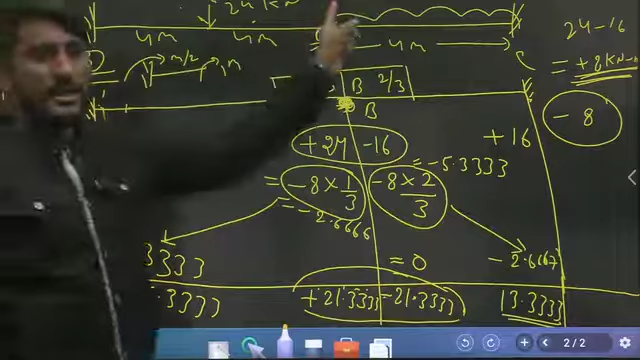 24 KN
24 - 16
4m 4m 4m
= + 8 KN-m
m/2 m
B 2/3
- 8
B
+24 -16 + 16
= -5.3333
= -8 × 1/3 -8 × 2/3
= -2.6666
3333 = 0 - 2.6667
.3333 +21.3333 -21.3333 13.3333
2 / 2